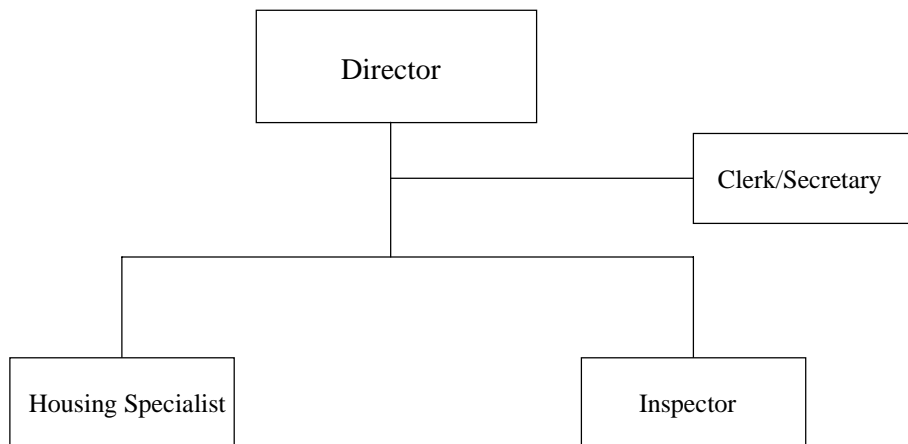 Director
Clerk/Secretary
Housing Specialist
Inspector